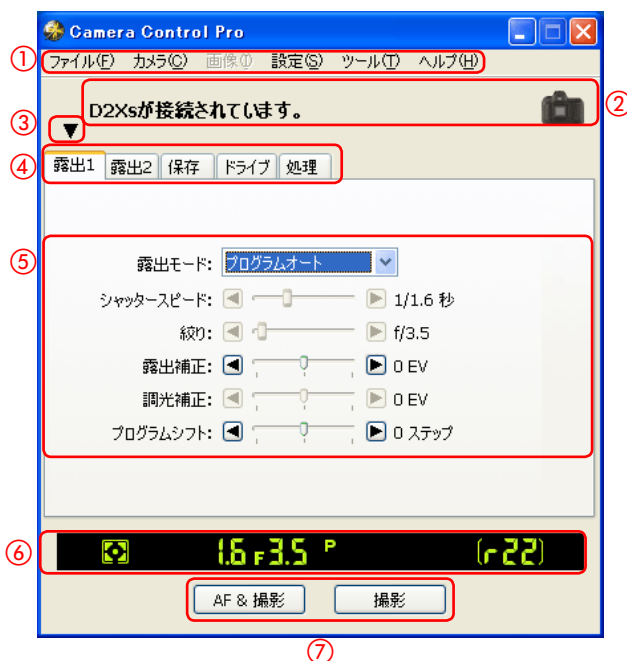 Camera Control Pro
① ファイル(F) カメラ(C) 画像(I) 設定(S) ツール(T) ヘルプ(H)
D2Xsが接続されています。 ②
③ ▼
④ 露出1 露出2 保存 ドライブ 処理
⑤ 露出モード: プログラムオート
シャッタースピード: 1/1.6 秒
絞り: f/3.5
露出補正: 0 EV
調光補正: 0 EV
プログラムシフト: 0 ステップ
⑥ 1.6 F3.5 P (r22)
AF & 撮影 撮影
⑦